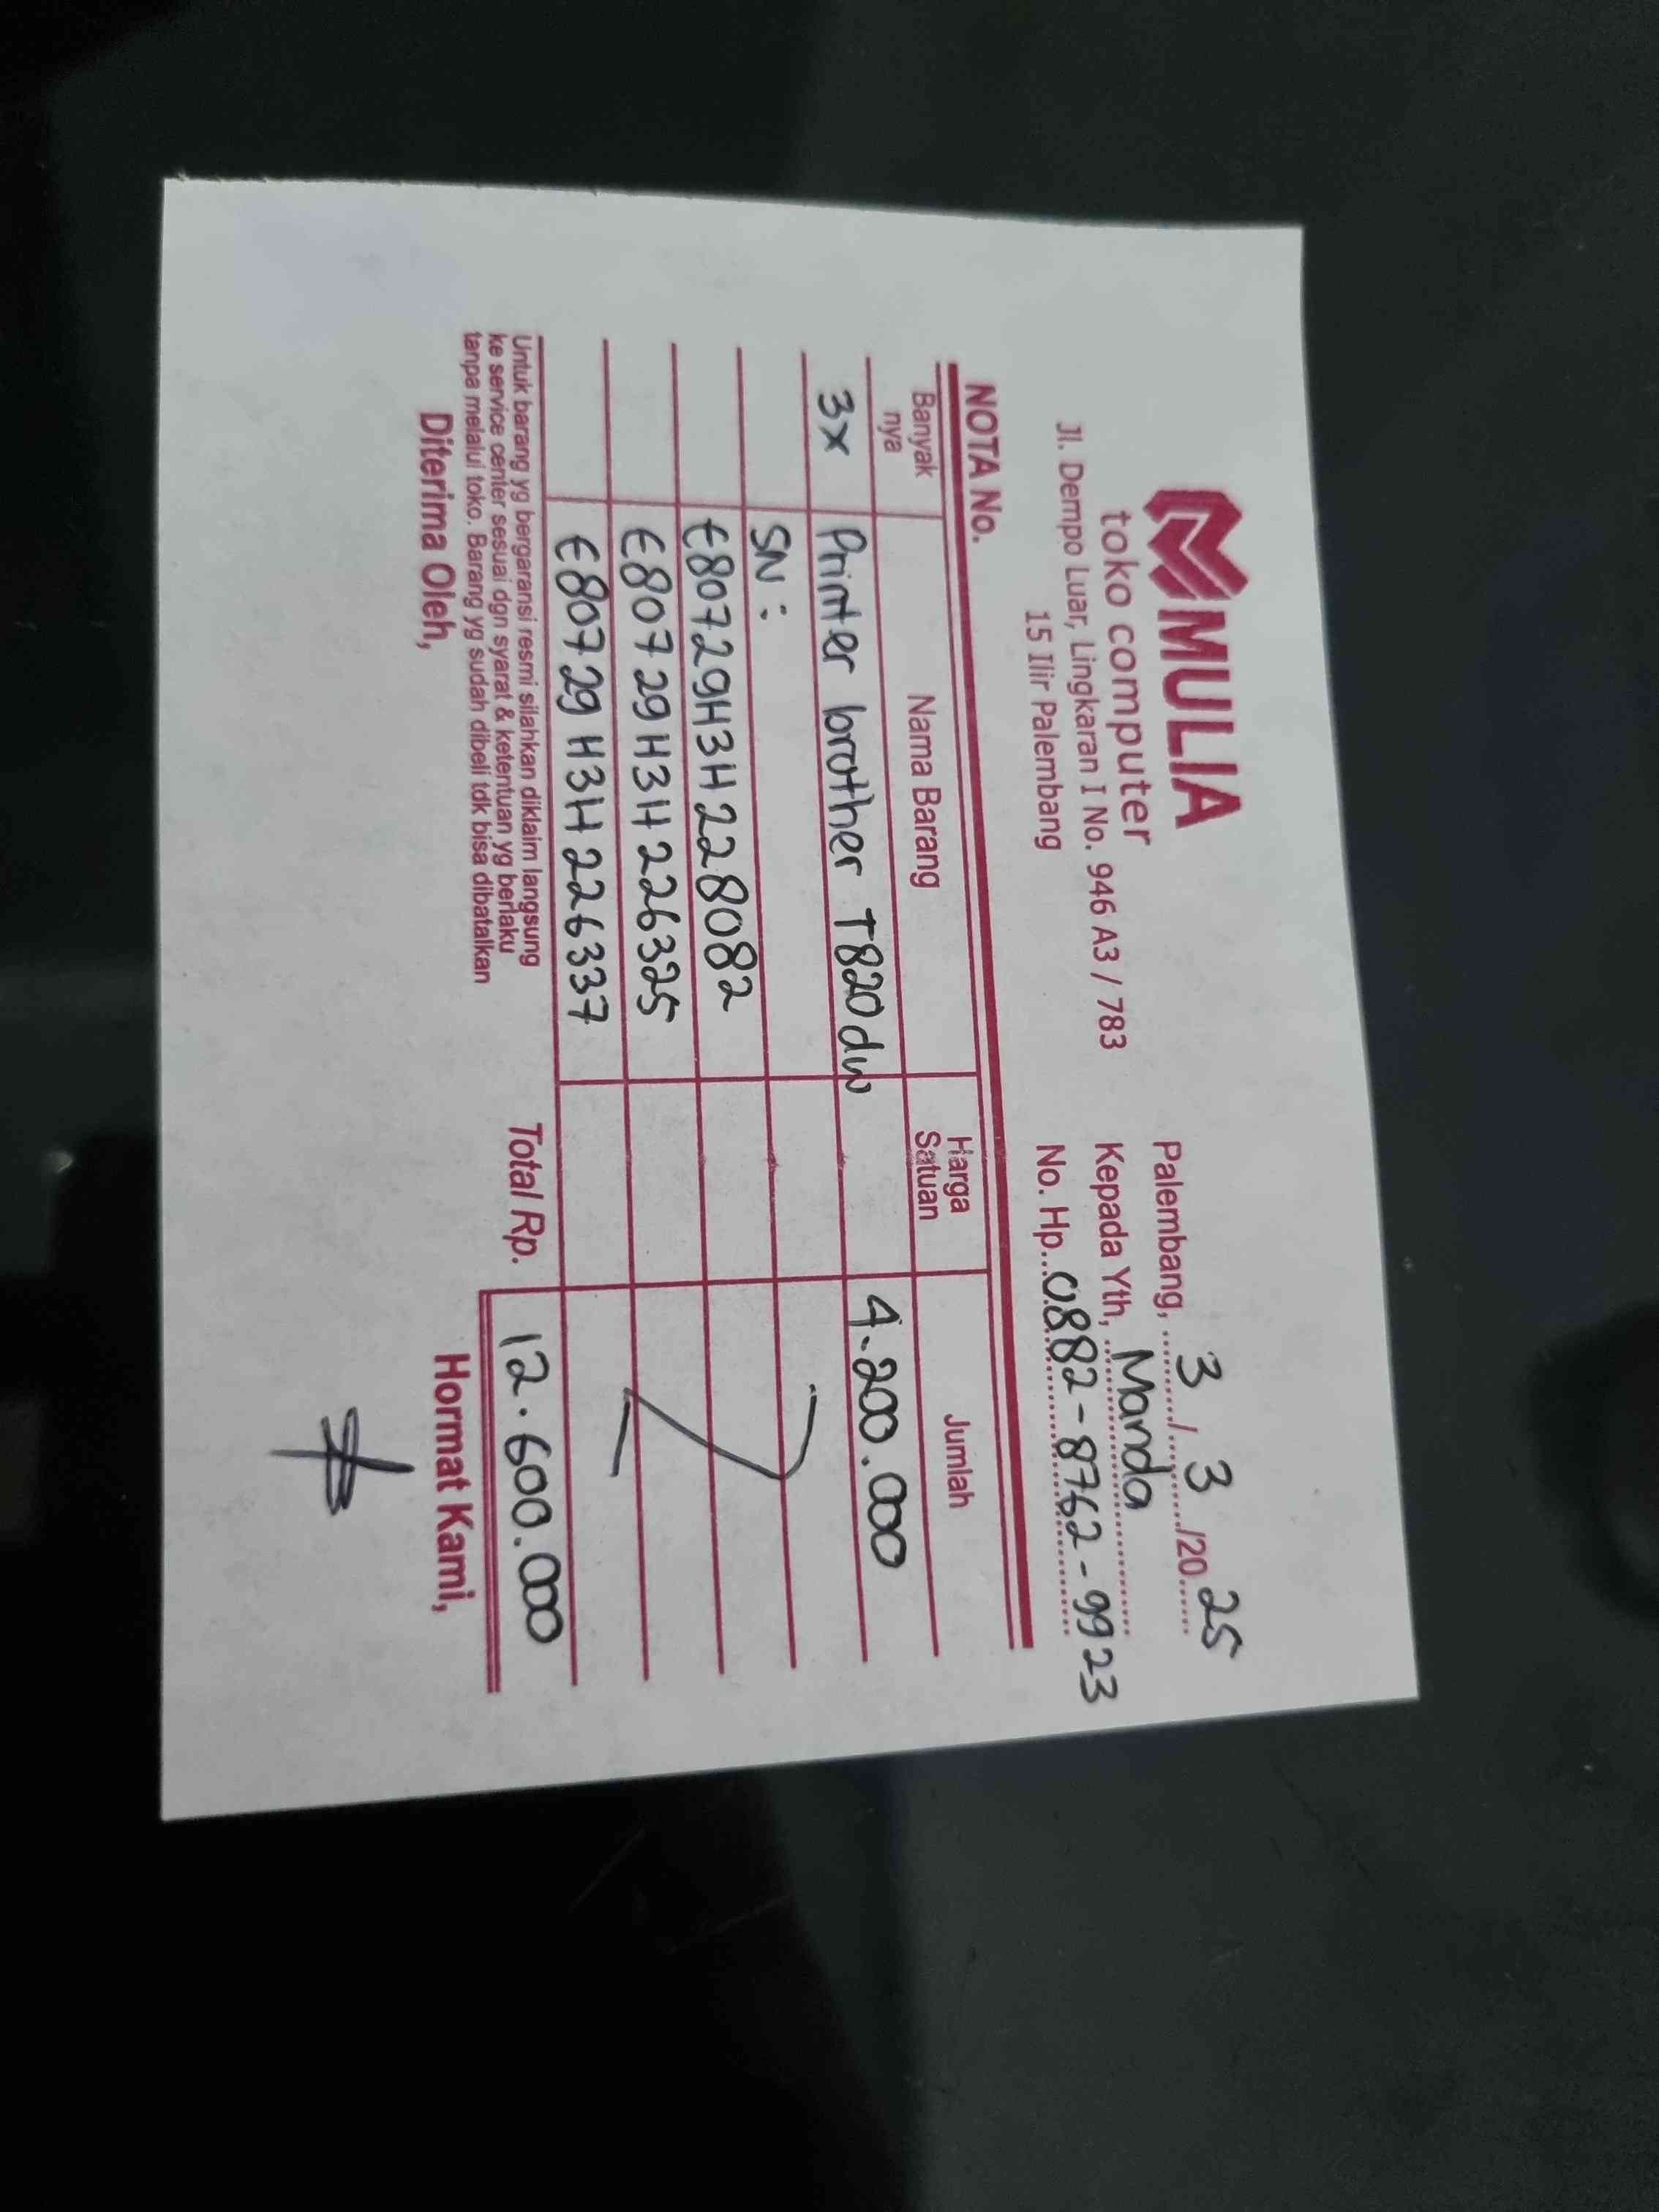 MULIA
toko computer
Jl. Dempo Luar, Lingkaran I No. 946 A3 / 783
15 Ilir Palembang
Palembang, 3 / 3 /2025
Kepada Yth, Manda
No. Hp. 0882-8762-9923
NOTA No.
Banyak nya Nama Barang Harga Satuan Jumlah
3x Printer brother T820dw 4.200.000
SN :
E80729H3H228082
E80729H3H226325
E80729H3H226337
Untuk barang yg bergaransi resmi silahkan diklaim langsung
ke service center sesuai dgn syarat & ketentuan yg berlaku
tanpa melalui toko. Barang yg sudah dibeli tdk bisa dibatalkan
Total Rp. 12.600.000
Diterima Oleh, Hormat Kami,